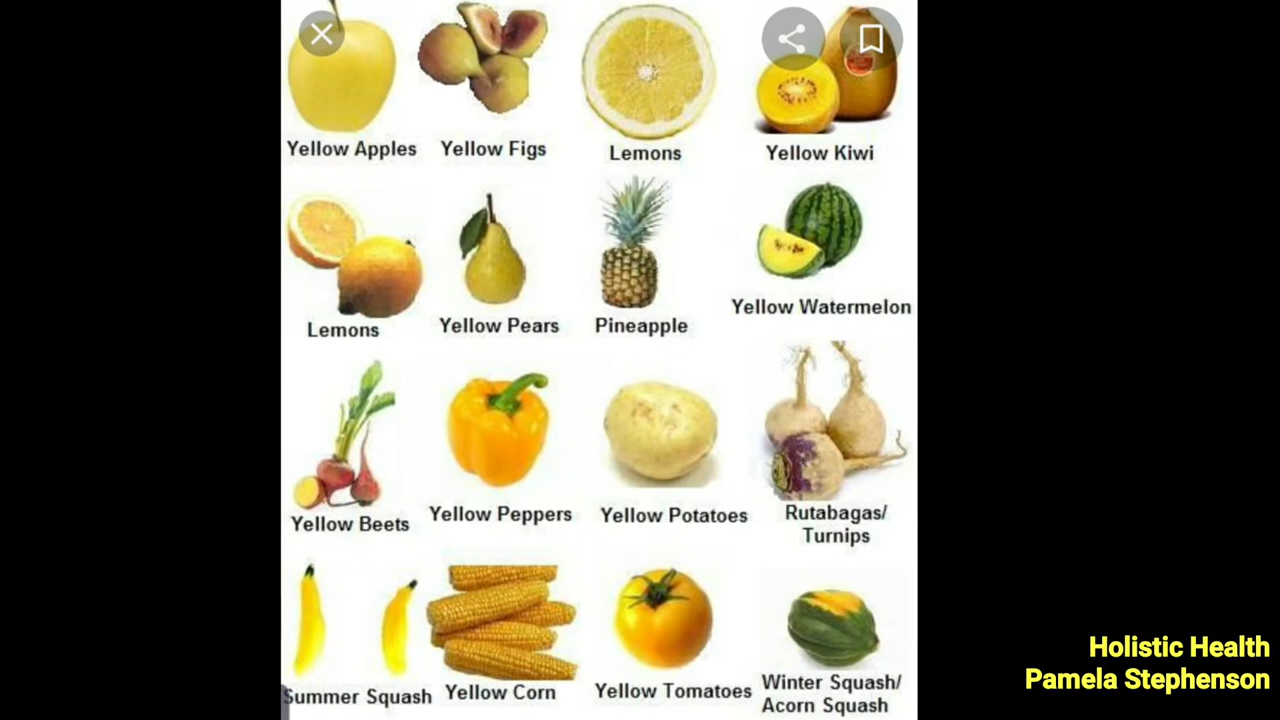 Yellow Apples
Yellow Figs
Lemons
Yellow Kiwi
Lemons
Yellow Pears
Pineapple
Yellow Watermelon
Yellow Beets
Yellow Peppers
Yellow Potatoes
Rutabagas/
Turnips
Summer Squash
Yellow Corn
Yellow Tomatoes
Winter Squash/
Acorn Squash
Holistic Health
Pamela Stephenson